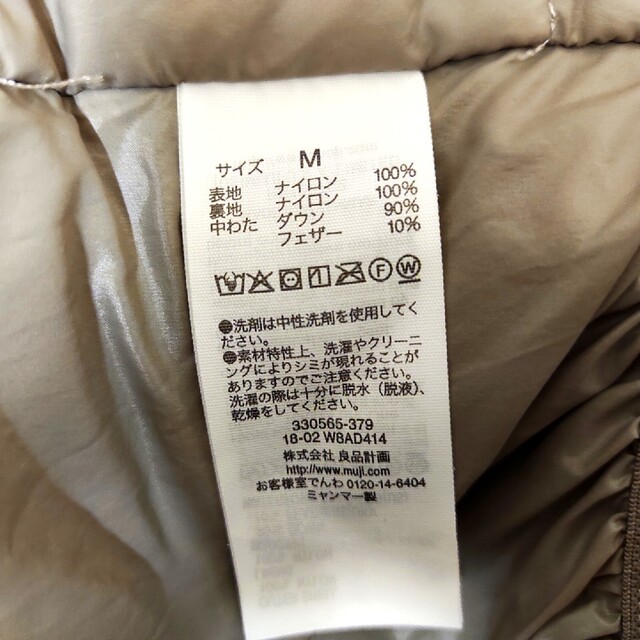 サイズ M
表地 ナイロン 100%
裏地 ナイロン 100%
中わた ダウン 90%
フェザー 10%
F W
●洗剤は中性洗剤を使用してく
ださい。
●素材特性上、洗濯やクリーニ
ングによりシミが現れることが
ありますのでご注意ください。
洗濯の際は十分に脱水（脱液）、
乾燥をしてください。
330565-379
18-02 W8AD414
株式会社 良品計画
http://www.muji.com
お客様室でんわ 0120-14-6404
ミャンマー製